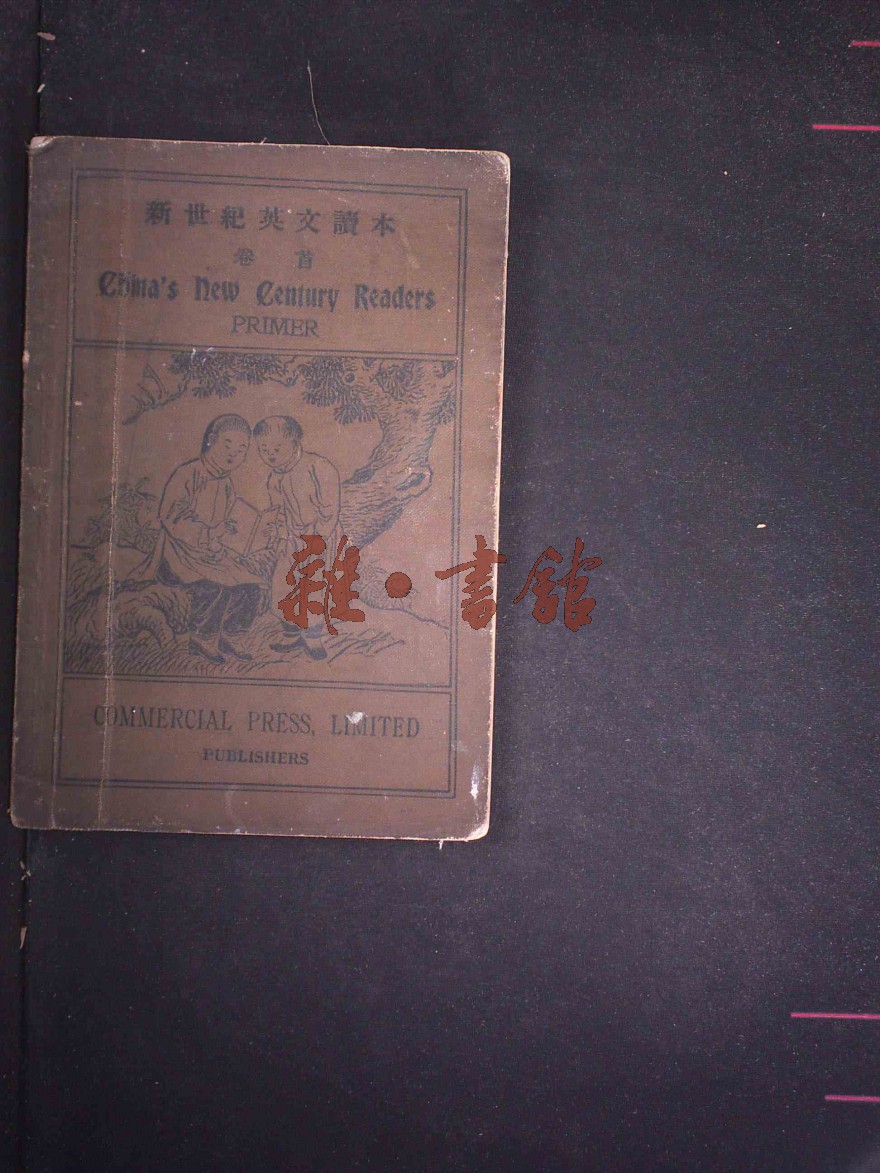 新世紀英文讀本
卷首
China's New Century Readers
PRIMER
雜·書館
COMMERCIAL PRESS, LIMITED
PUBLISHERS